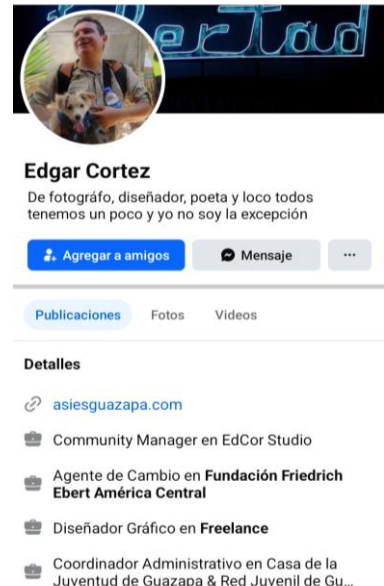 Libertad
Edgar Cortez
De fotográfo, diseñador, poeta y loco todos
tenemos un poco y yo no soy la excepción
Agregar a amigos
Mensaje
Publicaciones
Fotos
Videos
Detalles
asiesguazapa.com
Community Manager en EdCor Studio
Agente de Cambio en Fundación Friedrich
Ebert América Central
Diseñador Gráfico en Freelance
Coordinador Administrativo en Casa de la
Juventud de Guazapa & Red Juvenil de Gu...